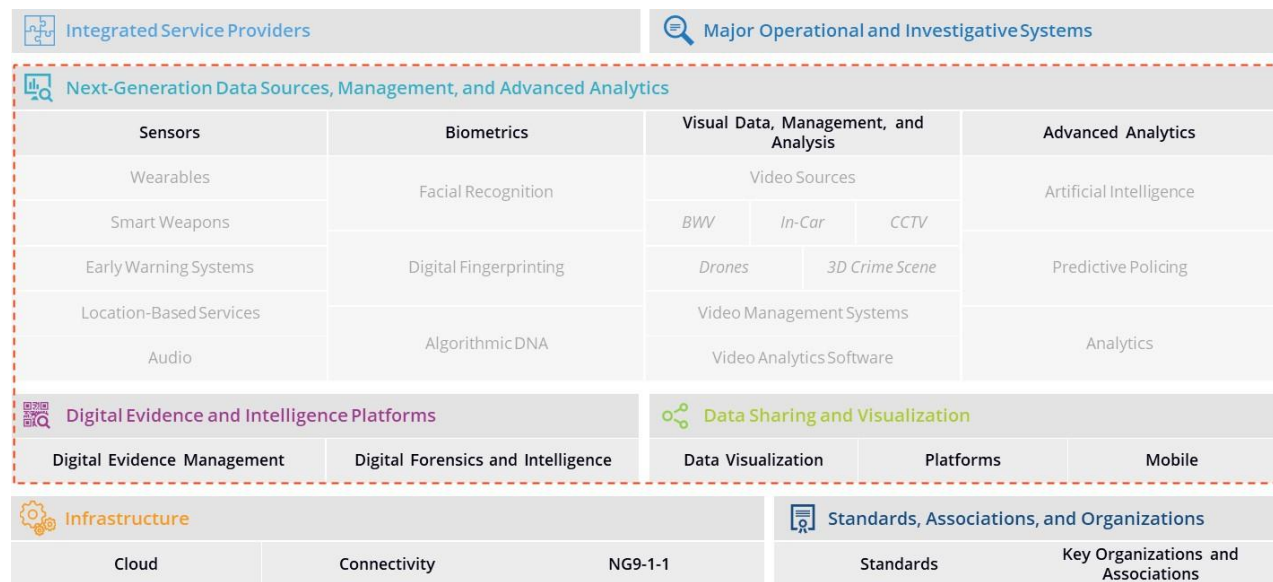 Integrated Service Providers
Major Operational and Investigative Systems
Next-Generation Data Sources, Management, and Advanced Analytics
Sensors
Biometrics
Visual Data, Management, and
Analysis
Advanced Analytics
Wearables
Smart Weapons
Early Warning Systems
Location-Based Services
Audio
Facial Recognition
Digital Fingerprinting
Algorithmic DNA
Video Sources
BWV
In-Car
CCTV
Drones
3D Crime Scene
Video Management Systems
Video Analytics Software
Artificial Intelligence
Predictive Policing
Analytics
Digital Evidence and Intelligence Platforms
Digital Evidence Management
Digital Forensics and Intelligence
Data Sharing and Visualization
Data Visualization
Platforms
Mobile
Infrastructure
Cloud
Connectivity
NG9-1-1
Standards, Associations, and Organizations
Standards
Key Organizations and
Associations